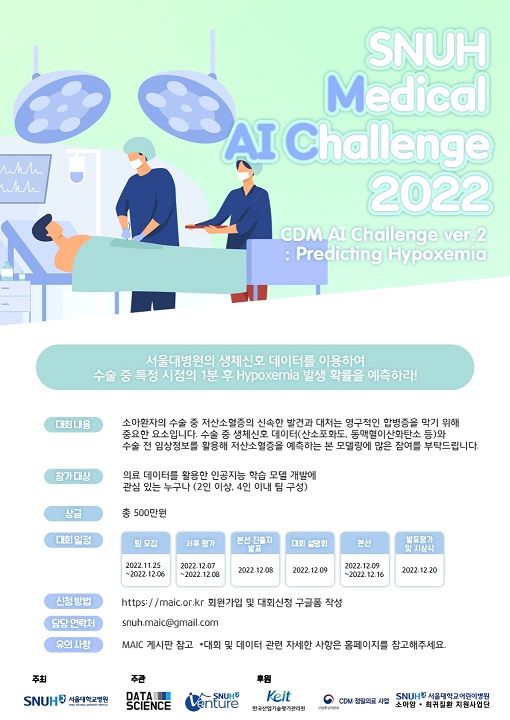 SNUH
Medical
AI Challenge
2022
CDM AI Challenge ver.2
: Predicting Hypoxemia
서울대병원의 생체신호 데이터를 이용하여
수술 중 특정 시점의 1분 후 Hypoxemia 발생 확률을 예측하라!
대회 내용
소아환자의 수술 중 저산소혈증의 신속한 발견과 대처는 영구적인 합병증을 막기 위해
중요한 요소입니다. 수술 중 생체신호 데이터(산소포화도, 동맥혈이산화탄소 등)와
수술 전 임상정보를 활용해 저산소혈증을 예측하는 본 모델링에 많은 참여를 부탁드립니다.
참가 대상
의료 데이터를 활용한 인공지능 학습 모델 개발에
관심 있는 누구나 (2인 이상, 4인 이내 팀 구성)
상금
총 500만원
대회 일정
팀 모집
2022.11.25
~2022.12.06
서류 평가
2022.12.07
~2022.12.08
본선 진출자
발표
2022.12.08
대회 설명회
2022.12.09
본선
2022.12.09
~2022.12.16
발표평가
및 시상식
2022.12.20
신청 방법
https://maic.or.kr 회원가입 및 대회신청 구글폼 작성
담당 연락처
snuh.maic@gmail.com
유의 사항
MAIC 게시판 참고 *대회 및 데이터 관련 자세한 사항은 홈페이지를 참고해주세요.
주최
SNUH 서울대학교병원
주관
DATA
SCIENCE
SNUH
Venture
후원
Keit
한국산업기술평가관리원
CDM 정밀의료 사업
SNUH 서울대학교어린이병원
소아암 · 희귀질환 지원사업단